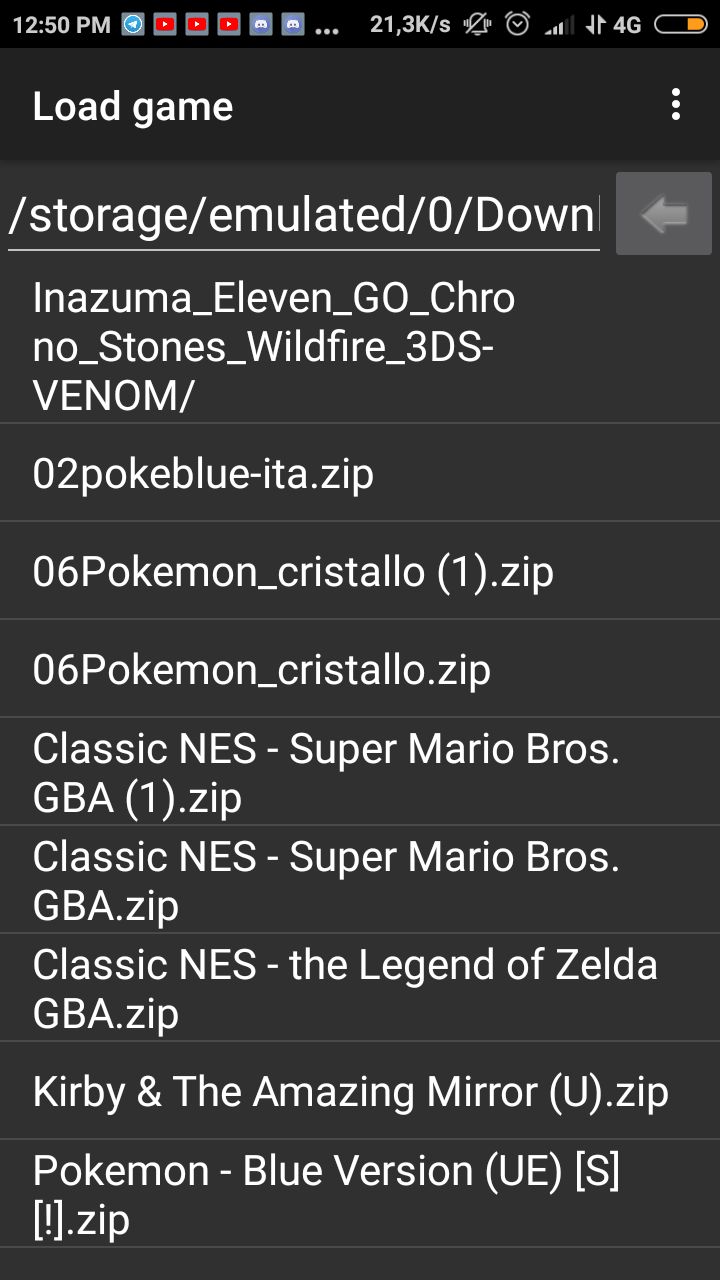 12:50 PM ... 21,3K/s 4G
Load game
/storage/emulated/0/Down
Inazuma_Eleven_GO_Chro
no_Stones_Wildfire_3DS-
VENOM/
02pokeblue-ita.zip
06Pokemon_cristallo (1).zip
06Pokemon_cristallo.zip
Classic NES - Super Mario Bros.
GBA (1).zip
Classic NES - Super Mario Bros.
GBA.zip
Classic NES - the Legend of Zelda
GBA.zip
Kirby & The Amazing Mirror (U).zip
Pokemon - Blue Version (UE) [S]
[!].zip